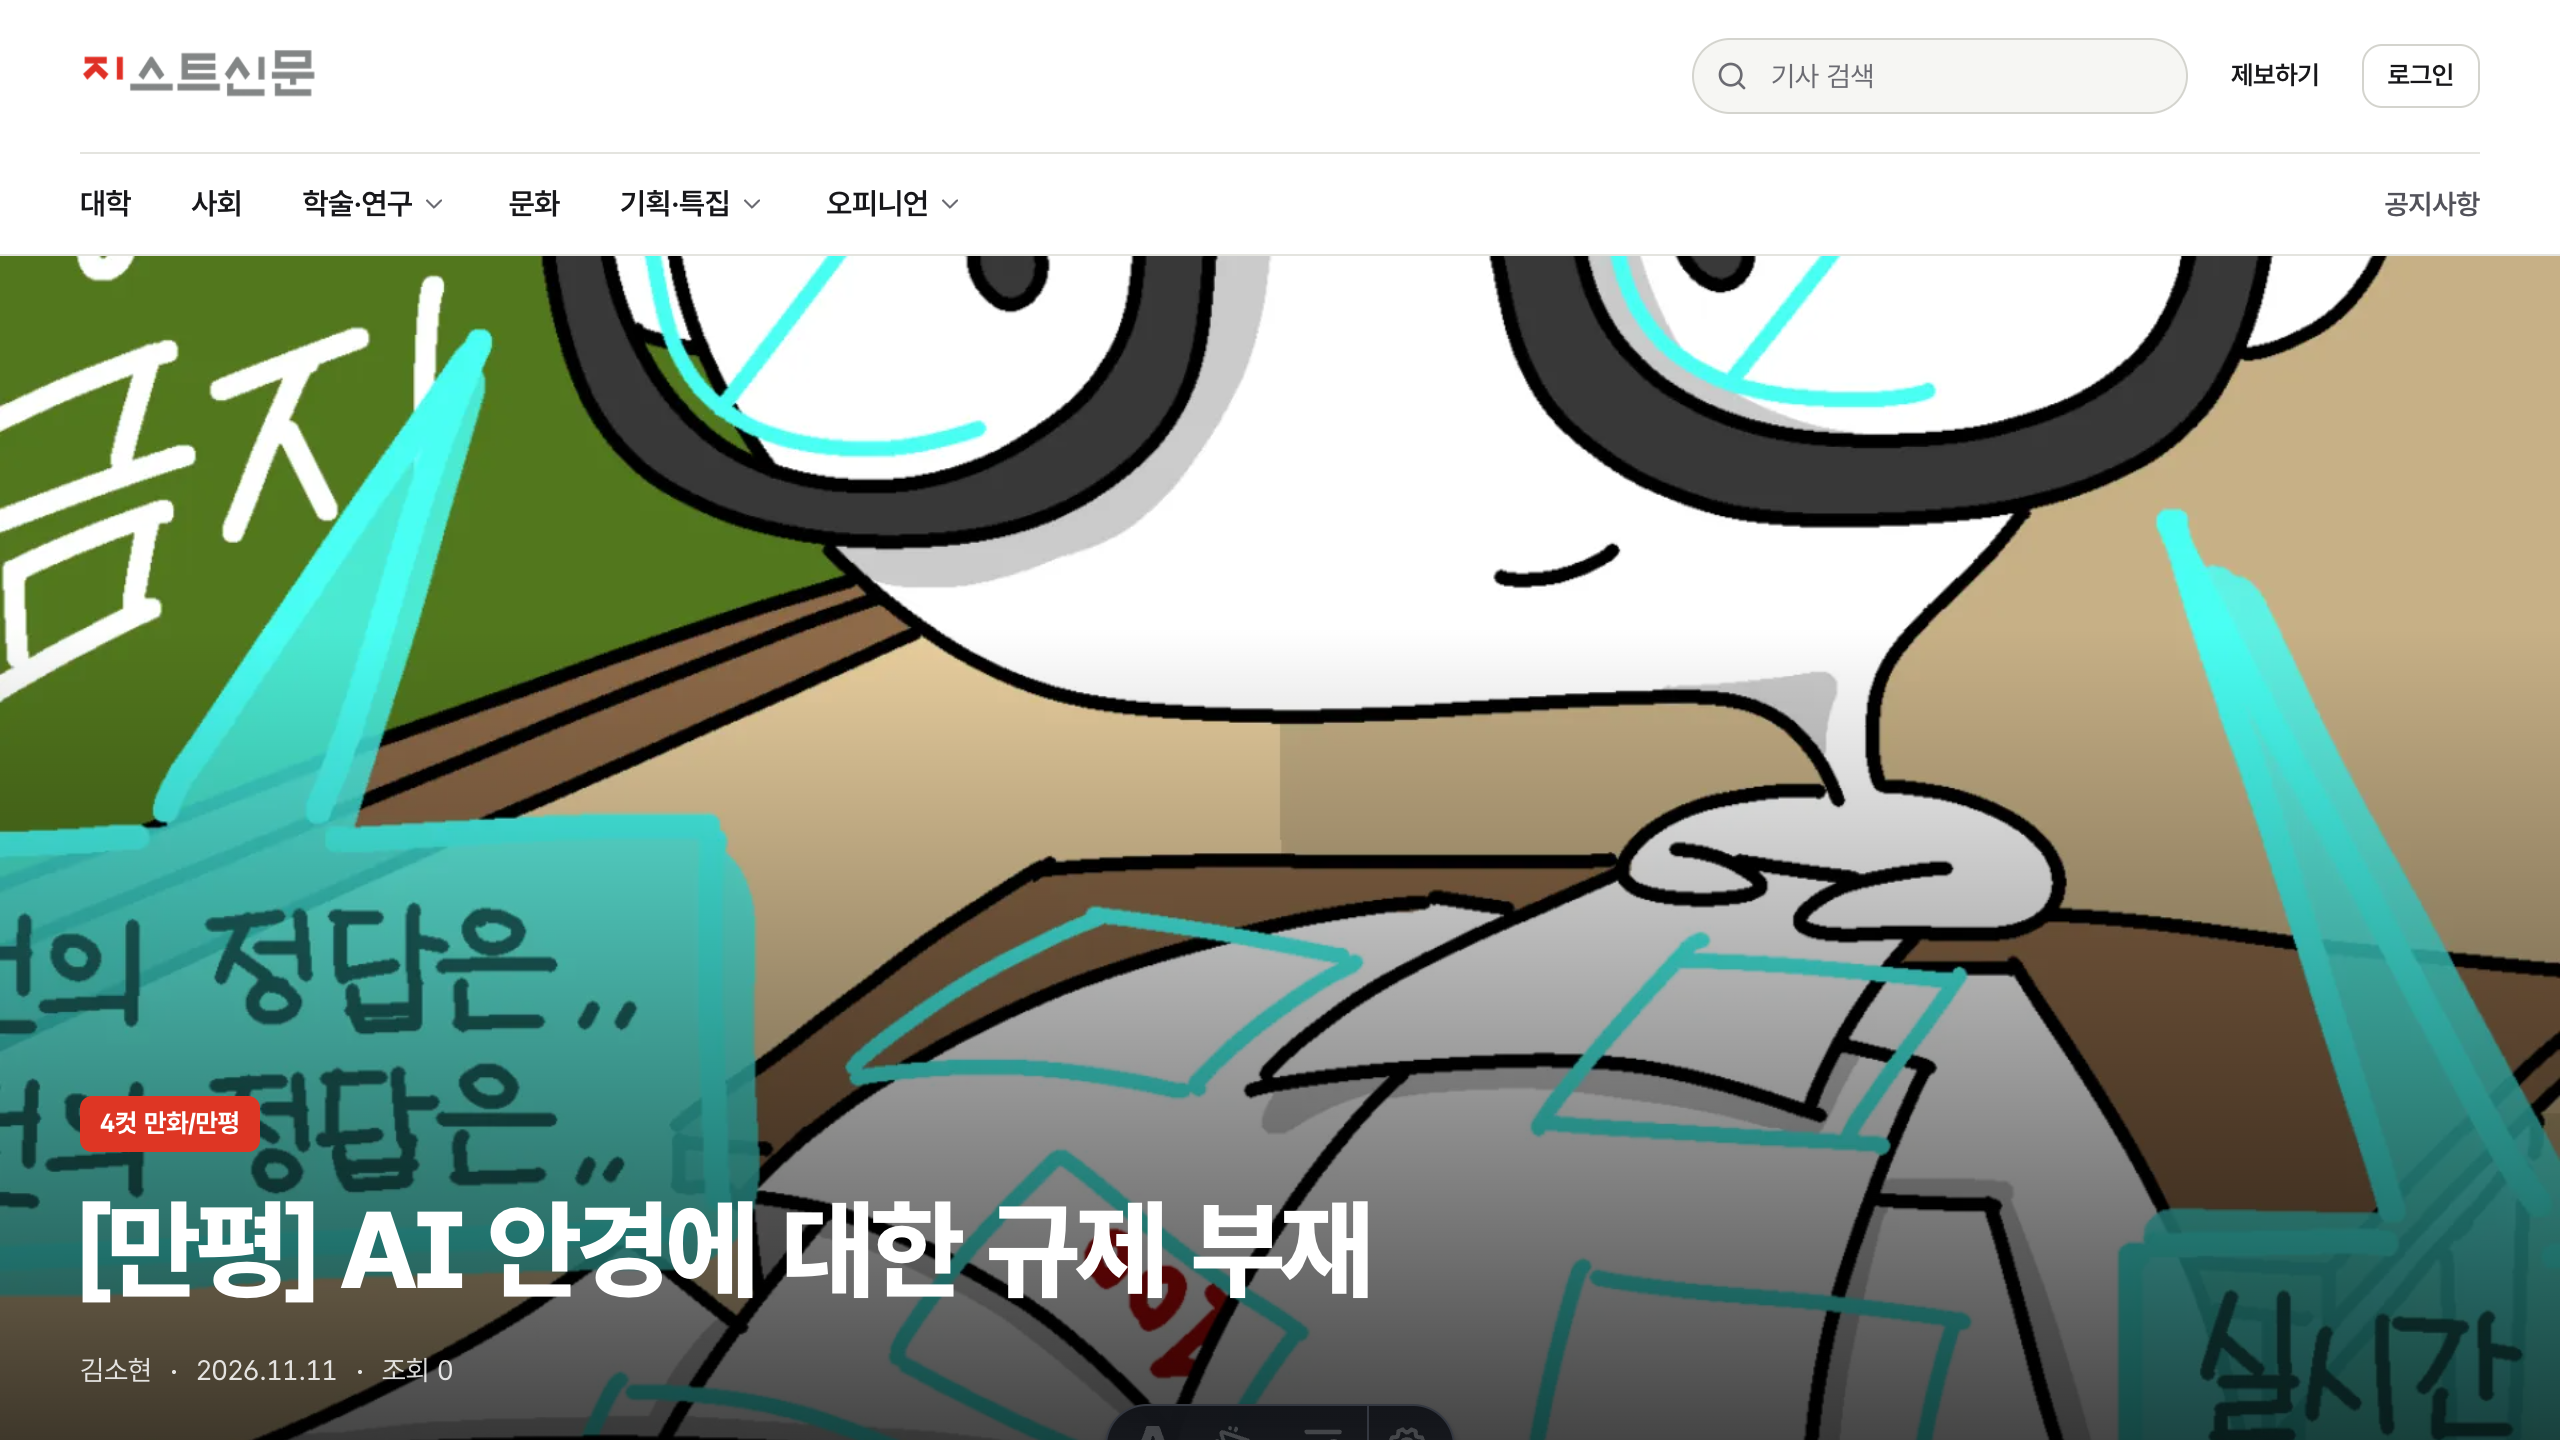 지스트신문
기사 검색
제보하기
로그인
대학
사회
학술·연구
문화
기획·특집
오피니언
공지사항
금지
정답은,,
정답은,,
4컷 만화/만평
[만평] AI 안경에 대한 규제 부재
김소현 · 2026.11.11 · 조회 0
실시간